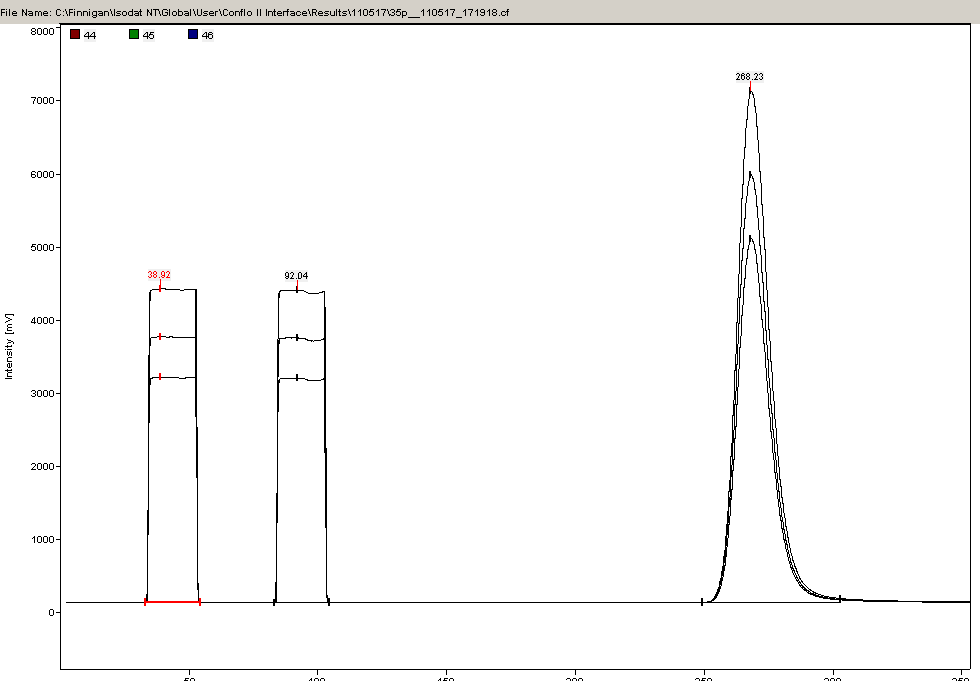 File Name: C:\Finnigan\Isodat NT\Global\User\Conflo II Interface\Results\110517\35p__110517_171918.cf
8000
44 45 46
268.23
7000
6000
5000
38.92 92.04
4000
Intensity [mV]
3000
2000
1000
0
50 100 150 200 250 300 350